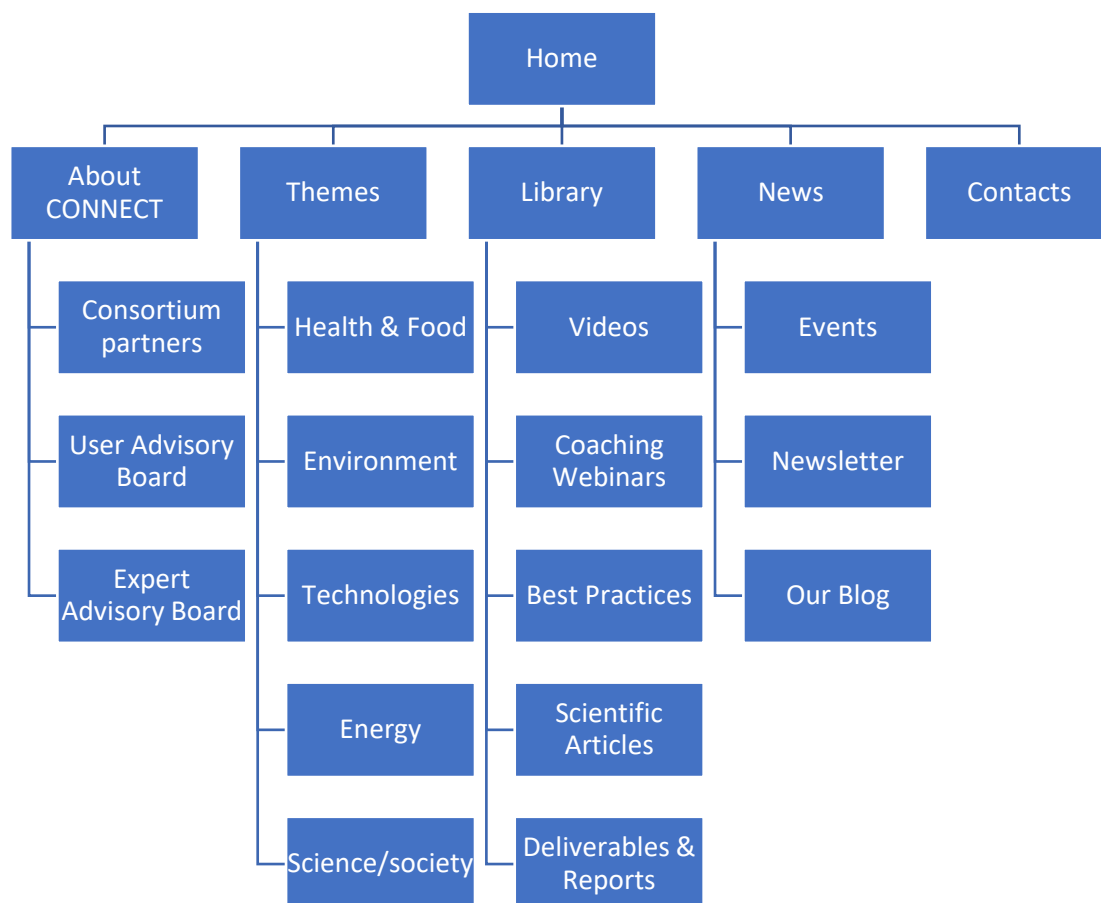 Home
About
CONNECT
Themes
Library
News
Contacts
Consortium
partners
Health & Food
Videos
Events
User Advisory
Board
Environment
Coaching
Webinars
Newsletter
Expert
Advisory Board
Technologies
Best Practices
Our Blog
Energy
Scientific
Articles
Science/society
Deliverables &
Reports